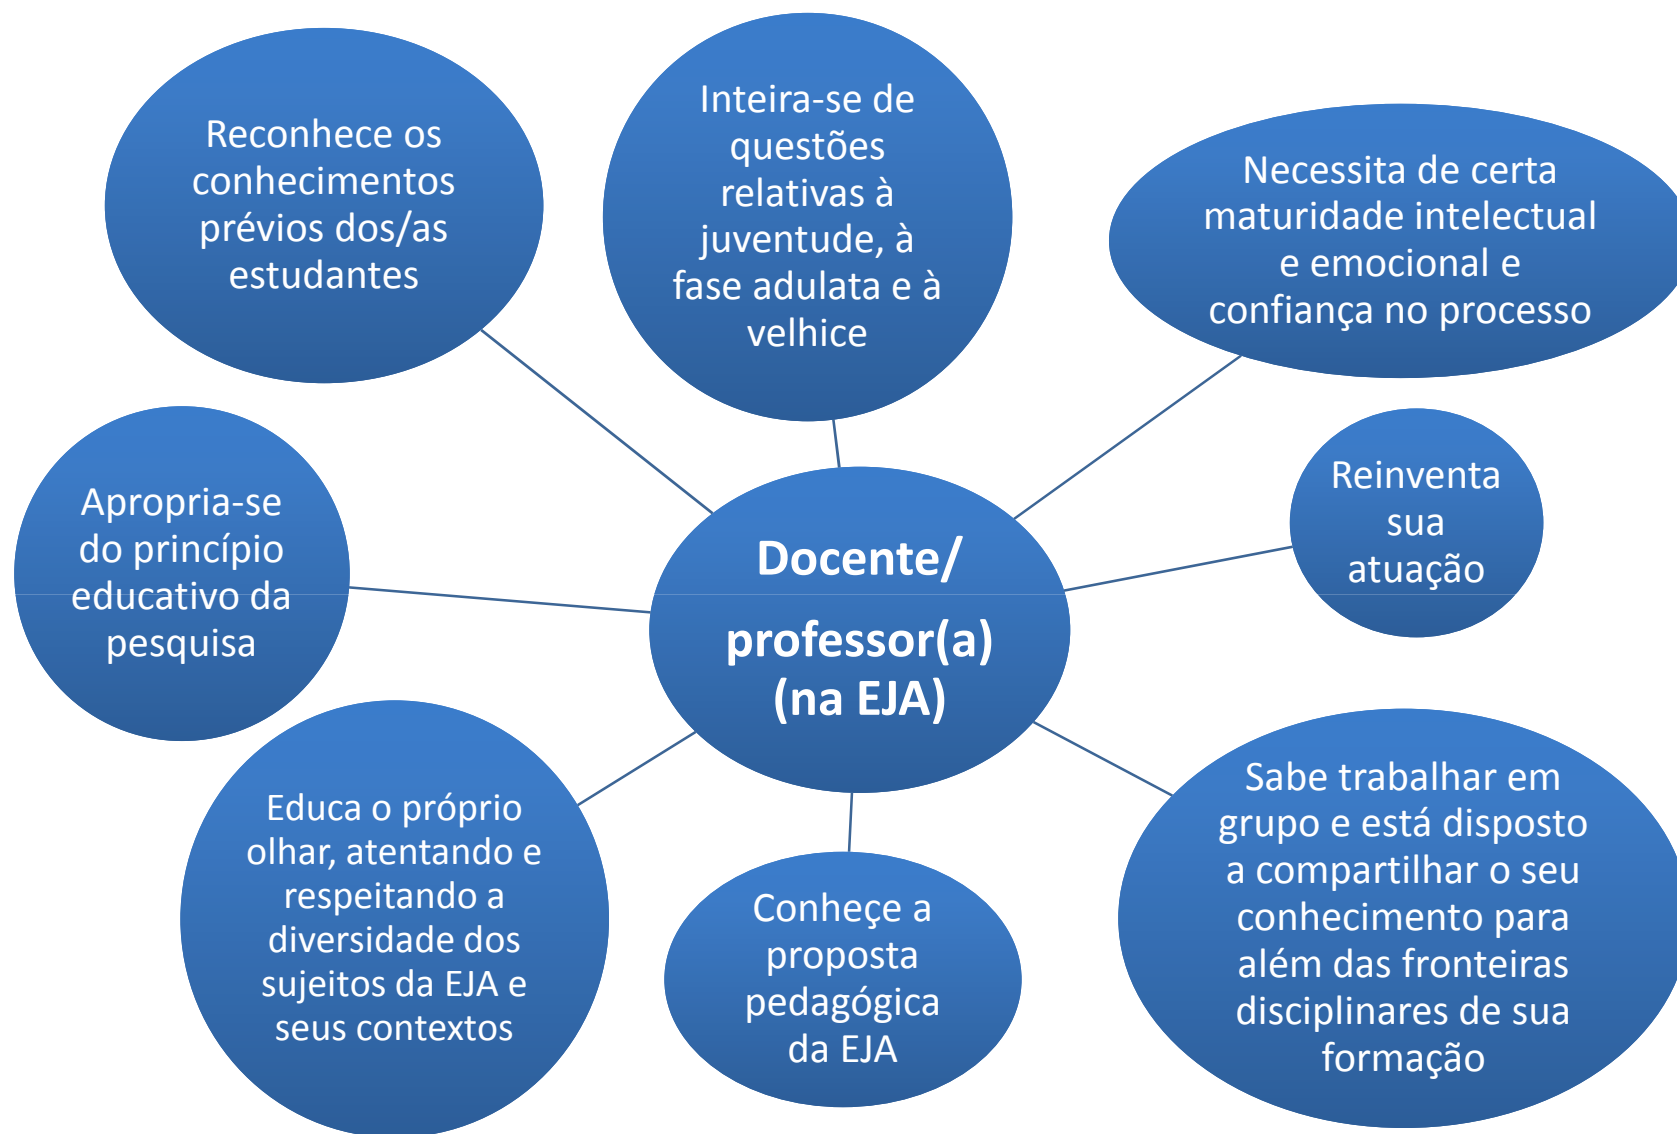 Reconhece os
conhecimentos
prévios dos/as
estudantes
Inteira-se de
questões
relativas à
juventude, à
fase adulata e à
velhice
Necessita de certa
maturidade intelectual
e emocional e
confiança no processo
Apropria-se
do princípio
educativo da
pesquisa
Docente/
professor(a)
(na EJA)
Reinventa
sua
atuação
Educa o próprio
olhar, atentando e
respeitando a
diversidade dos
sujeitos da EJA e
seus contextos
Conheçe a
proposta
pedagógica
da EJA
Sabe trabalhar em
grupo e está disposto
a compartilhar o seu
conhecimento para
além das fronteiras
disciplinares de sua
formação